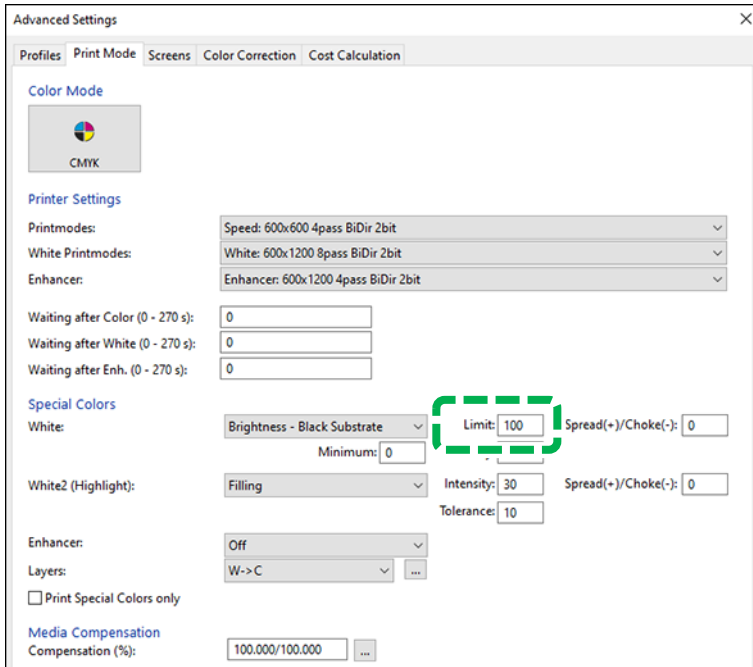 Advanced Settings
Profiles Print Mode Screens Color Correction Cost Calculation
Color Mode
CMYK
Printer Settings
Printmodes: Speed: 600x600 4pass BiDir 2bit
White Printmodes: White: 600x1200 8pass BiDir 2bit
Enhancer: Enhancer: 600x1200 4pass BiDir 2bit
Waiting after Color (0 - 270 s): 0
Waiting after White (0 - 270 s): 0
Waiting after Enh. (0 - 270 s): 0
Special Colors
White: Brightness - Black Substrate Limit: 100 Spread(+)/Choke(-): 0
Minimum: 0
White2 (Highlight): Filling Intensity: 30 Spread(+)/Choke(-): 0
Tolerance: 10
Enhancer: Off
Layers: W->C ...
Print Special Colors only
Media Compensation
Compensation (%): 100.000/100.000 ...